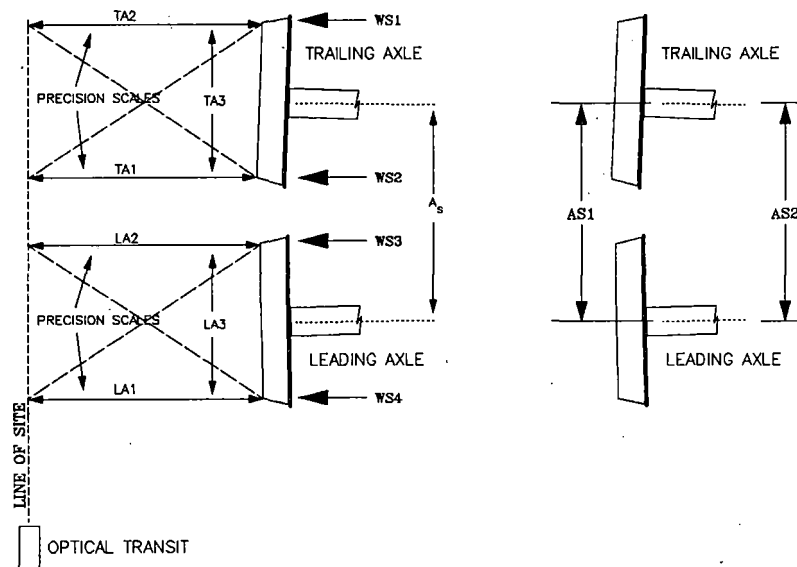 TA2
WS1
TRAILING AXLE
PRECISION SCALES
TA3
TA1
WS2
As
LA2
WS3
PRECISION SCALES
LA3
LEADING AXLE
LA1
WS4
LINE OF SITE
OPTICAL TRANSIT
TRAILING AXLE
AS1
AS2
LEADING AXLE